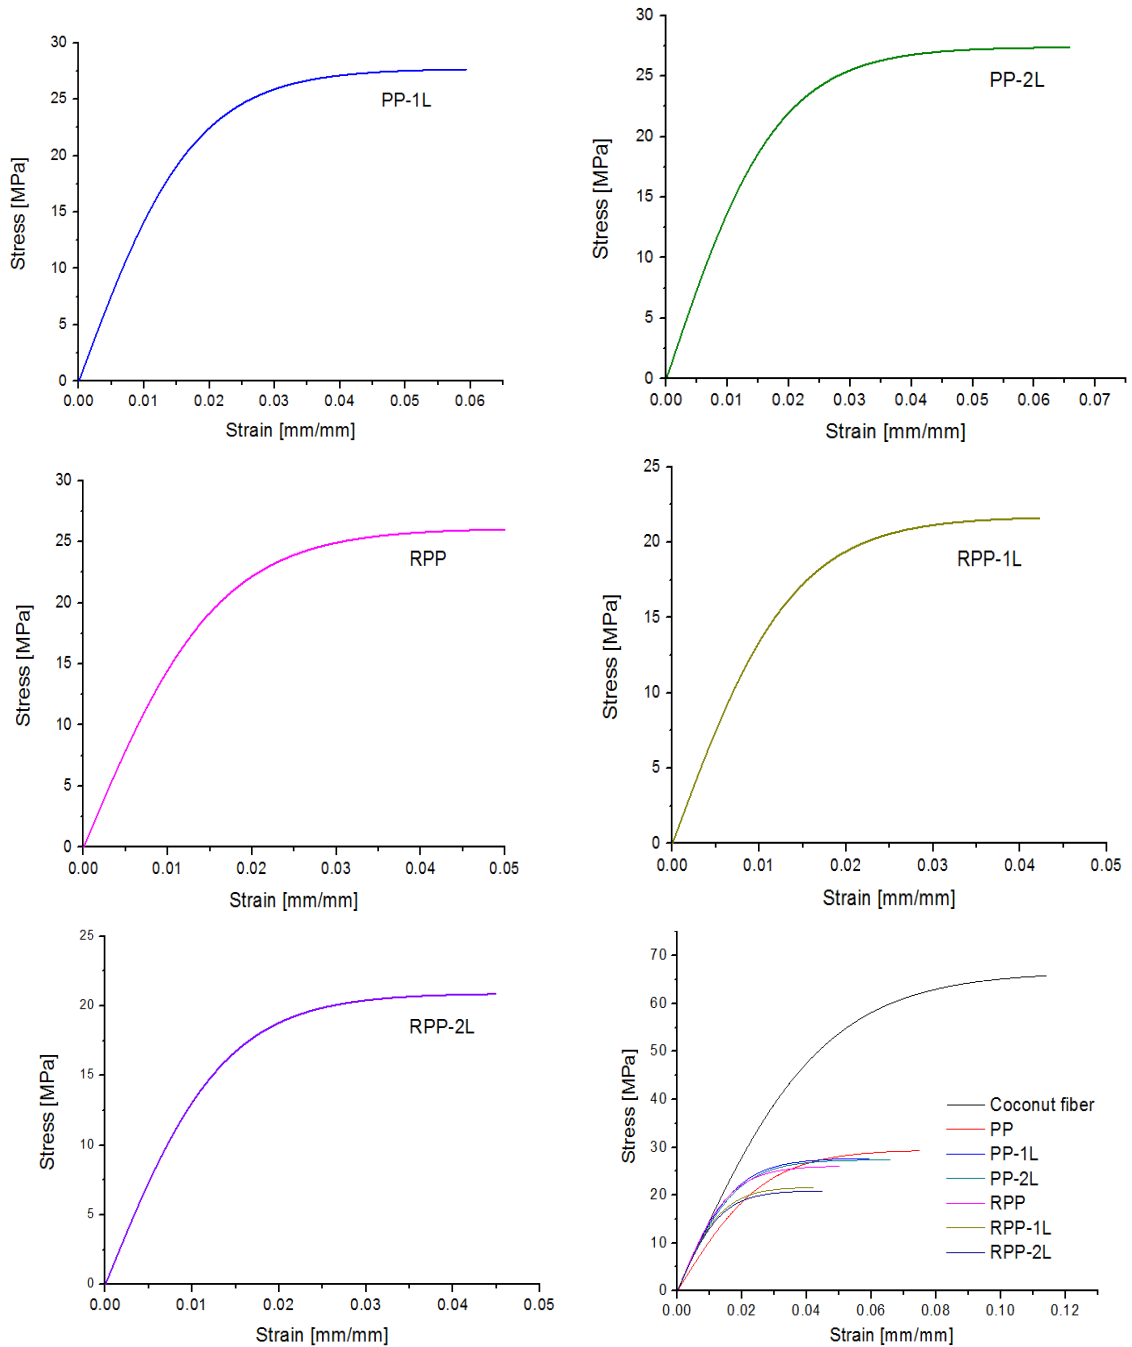 30
25
20
15
10
5
0
Stress [MPa]
PP-1L
0.00 0.01 0.02 0.03 0.04 0.05 0.06
Strain [mm/mm]
30
25
20
15
10
5
0
Stress [MPa]
PP-2L
0.00 0.01 0.02 0.03 0.04 0.05 0.06 0.07
Strain [mm/mm]
30
25
20
15
10
5
0
Stress [MPa]
RPP
0.00 0.01 0.02 0.03 0.04 0.05
Strain [mm/mm]
25
20
15
10
5
0
Stress [MPa]
RPP-1L
0.00 0.01 0.02 0.03 0.04 0.05
Strain [mm/mm]
25
20
15
10
5
0
Stress [MPa]
RPP-2L
0.00 0.01 0.02 0.03 0.04 0.05
Strain [mm/mm]
70
60
50
40
30
20
10
0
Stress [MPa]
Coconut fiber
PP
PP-1L
PP-2L
RPP
RPP-1L
RPP-2L
0.00 0.02 0.04 0.06 0.08 0.10 0.12
Strain [mm/mm]